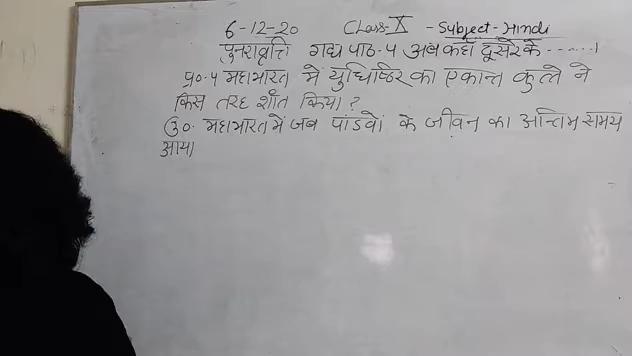 6-12-20 Class-X - Subject-Hindi
पुनरावृत्ति गद्य पाठ-५ अब कहाँ दूसरे के ------।
प्र०-५ महाभारत में युधिष्ठिर का एकान्त कुत्ते ने
किस तरह शाँत किया?
उ०- महाभारत में जब पांडवों के जीवन का अन्तिम समय
आया